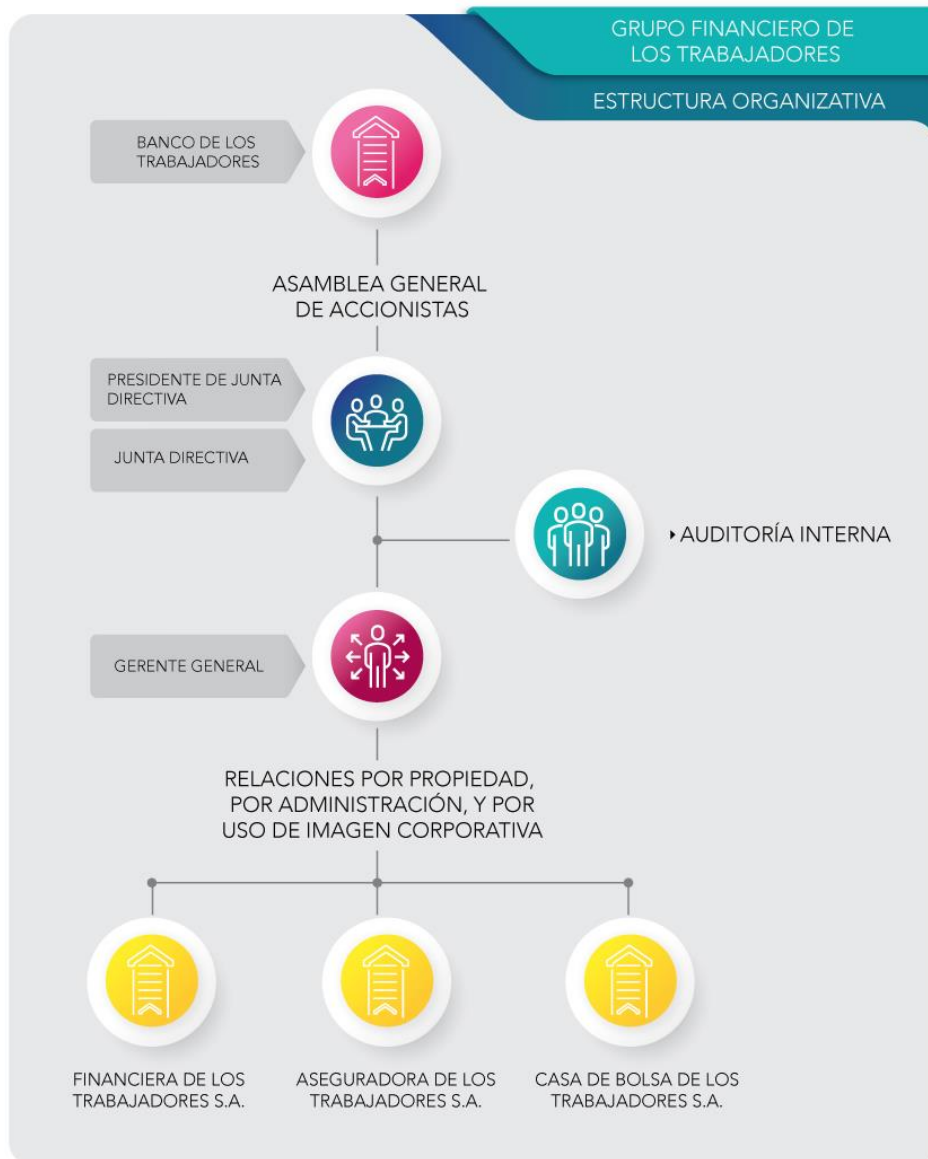 GRUPO FINANCIERO DE
LOS TRABAJADORES
ESTRUCTURA ORGANIZATIVA
BANCO DE LOS
TRABAJADORES
ASAMBLEA GENERAL
DE ACCIONISTAS
PRESIDENTE DE JUNTA
DIRECTIVA
JUNTA DIRECTIVA
AUDITORÍA INTERNA
GERENTE GENERAL
RELACIONES POR PROPIEDAD,
POR ADMINISTRACIÓN, Y POR
USO DE IMAGEN CORPORATIVA
FINANCIERA DE LOS
TRABAJADORES S.A.
ASEGURADORA DE LOS
TRABAJADORES S.A.
CASA DE BOLSA DE LOS
TRABAJADORES S.A.